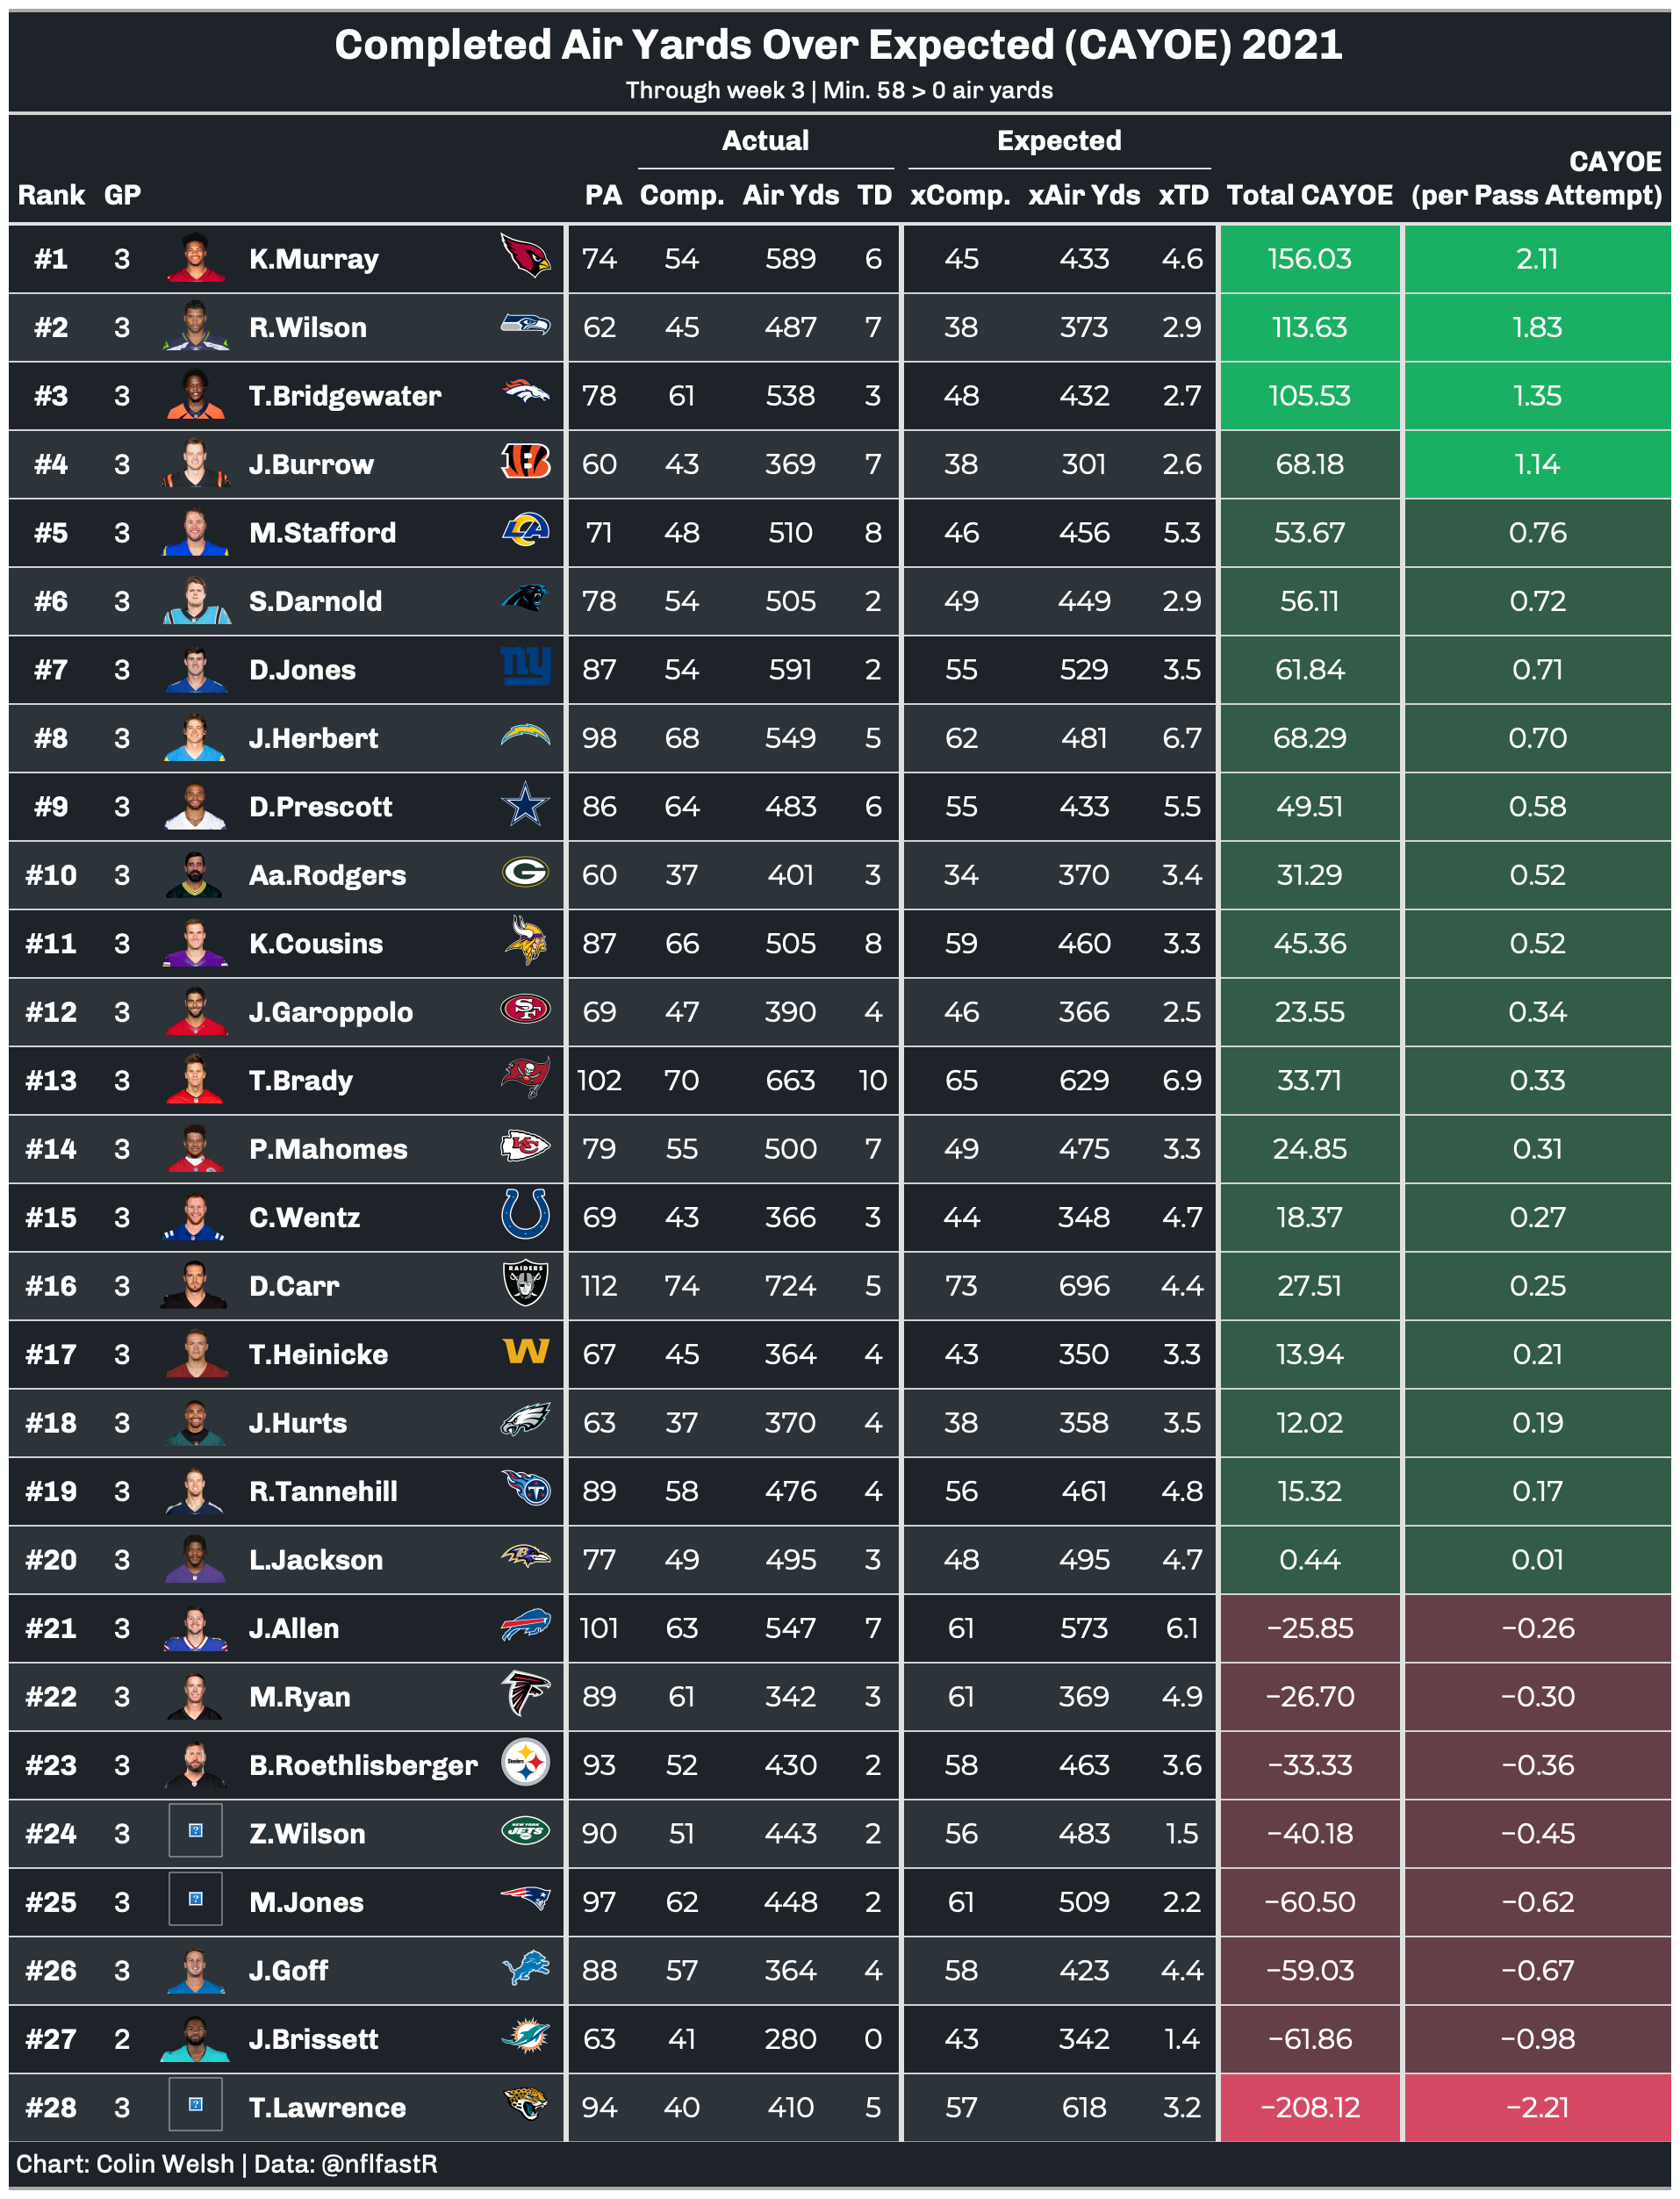 Completed Air Yards Over Expected (CAYOE) 2021
Through week 3 | Min. 58 > 0 air yards
Actual Expected CAYOE
Rank GP PA Comp. Air Yds TD xComp. xAir Yds xTD Total CAYOE (per Pass Attempt)
#1 3 K.Murray 74 54 589 6 45 433 4.6 156.03 2.11
#2 3 R.Wilson 62 45 487 7 38 373 2.9 113.63 1.83
#3 3 T.Bridgewater 78 61 538 3 48 432 2.7 105.53 1.35
#4 3 J.Burrow 60 43 369 7 38 301 2.6 68.18 1.14
#5 3 M.Stafford LA 71 48 510 8 46 456 5.3 53.67 0.76
#6 3 S.Darnold 78 54 505 2 49 449 2.9 56.11 0.72
#7 3 D.Jones ny 87 54 591 2 55 529 3.5 61.84 0.71
#8 3 J.Herbert 98 68 549 5 62 481 6.7 68.29 0.70
#9 3 D.Prescott 86 64 483 6 55 433 5.5 49.51 0.58
#10 3 Aa.Rodgers G 60 37 401 3 34 370 3.4 31.29 0.52
#11 3 K.Cousins 87 66 505 8 59 460 3.3 45.36 0.52
#12 3 J.Garoppolo SF 69 47 390 4 46 366 2.5 23.55 0.34
#13 3 T.Brady 102 70 663 10 65 629 6.9 33.71 0.33
#14 3 P.Mahomes KC 79 55 500 7 49 475 3.3 24.85 0.31
#15 3 C.Wentz 69 43 366 3 44 348 4.7 18.37 0.27
#16 3 D.Carr RAIDERS 112 74 724 5 73 696 4.4 27.51 0.25
#17 3 T.Heinicke W 67 45 364 4 43 350 3.3 13.94 0.21
#18 3 J.Hurts 63 37 370 4 38 358 3.5 12.02 0.19
#19 3 R.Tannehill T 89 58 476 4 56 461 4.8 15.32 0.17
#20 3 L.Jackson B 77 49 495 3 48 495 4.7 0.44 0.01
#21 3 J.Allen 101 63 547 7 61 573 6.1 −25.85 −0.26
#22 3 M.Ryan 89 61 342 3 61 369 4.9 −26.70 −0.30
#23 3 B.Roethlisberger Steelers 93 52 430 2 58 463 3.6 −33.33 −0.36
#24 3 ? Z.Wilson NEW YORK JETS 90 51 443 2 56 483 1.5 −40.18 −0.45
#25 3 ? M.Jones 97 62 448 2 61 509 2.2 −60.50 −0.62
#26 3 J.Goff 88 57 364 4 58 423 4.4 −59.03 −0.67
#27 2 J.Brissett 63 41 280 0 43 342 1.4 −61.86 −0.98
#28 3 ? T.Lawrence 94 40 410 5 57 618 3.2 −208.12 −2.21
Chart: Colin Welsh | Data: @nflfastR